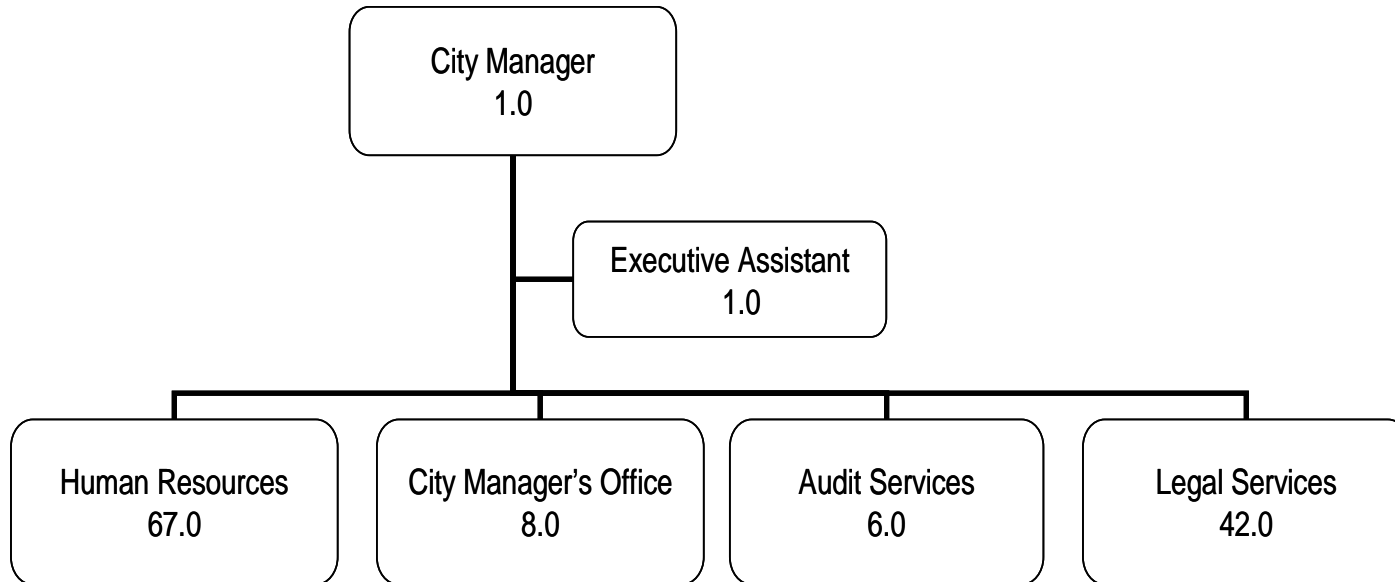 City Manager
1.0
Executive Assistant
1.0
Human Resources
67.0
City Manager’s Office
8.0
Audit Services
6.0
Legal Services
42.0